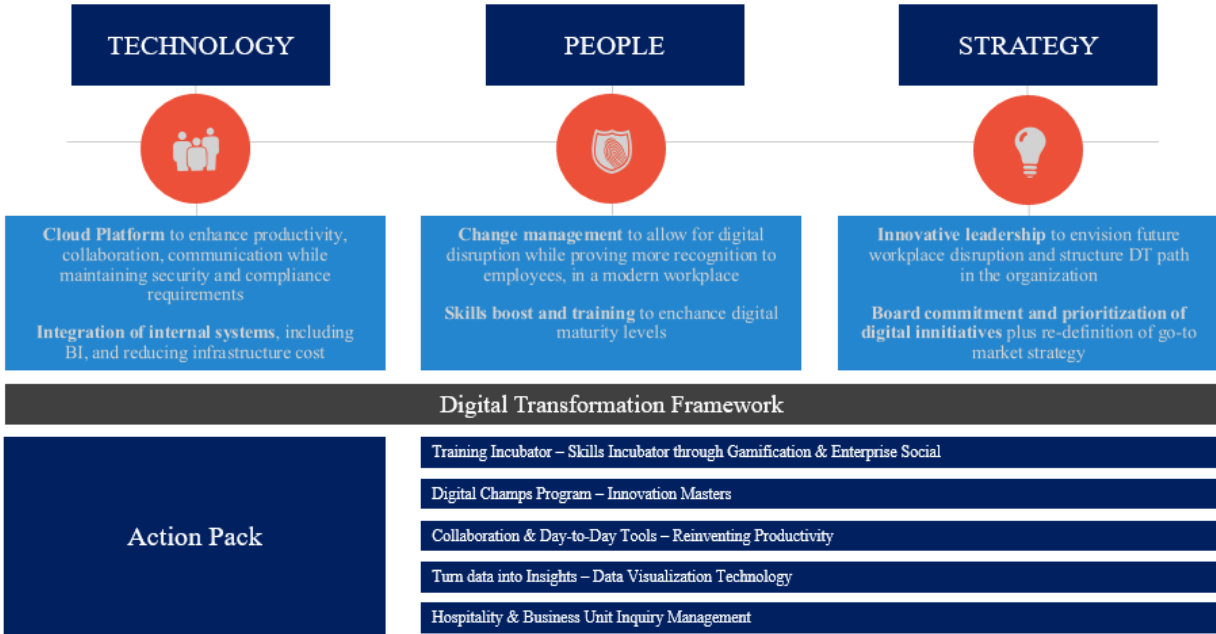 TECHNOLOGY
PEOPLE
STRATEGY
Cloud Platform to enhance productivity,
collaboration, communication while
maintaining security and compliance
requirements
Integration of internal systems, including
BI, and reducing infrastructure cost
Change management to allow for digital
disruption while proving more recognition to
employees, in a modern workplace
Skills boost and training to enchance digital
maturity levels
Innovative leadership to envision future
workplace disruption and structure DT path
in the organization
Board commitment and prioritization of
digital innitiatives plus re-definition of go-to
market strategy
Digital Transformation Framework
Action Pack
Training Incubator – Skills Incubator through Gamification & Enterprise Social
Digital Champs Program – Innovation Masters
Collaboration & Day-to-Day Tools – Reinventing Productivity
Turn data into Insights – Data Visualization Technology
Hospitality & Business Unit Inquiry Management